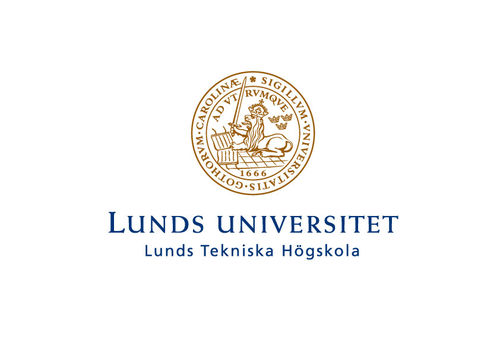 SIGILLVM·VNIVERSITATIS·GOTHORVM·CAROLINÆ
AD VTRVMQVE
1666
LUNDS UNIVERSITET
Lunds Tekniska Högskola